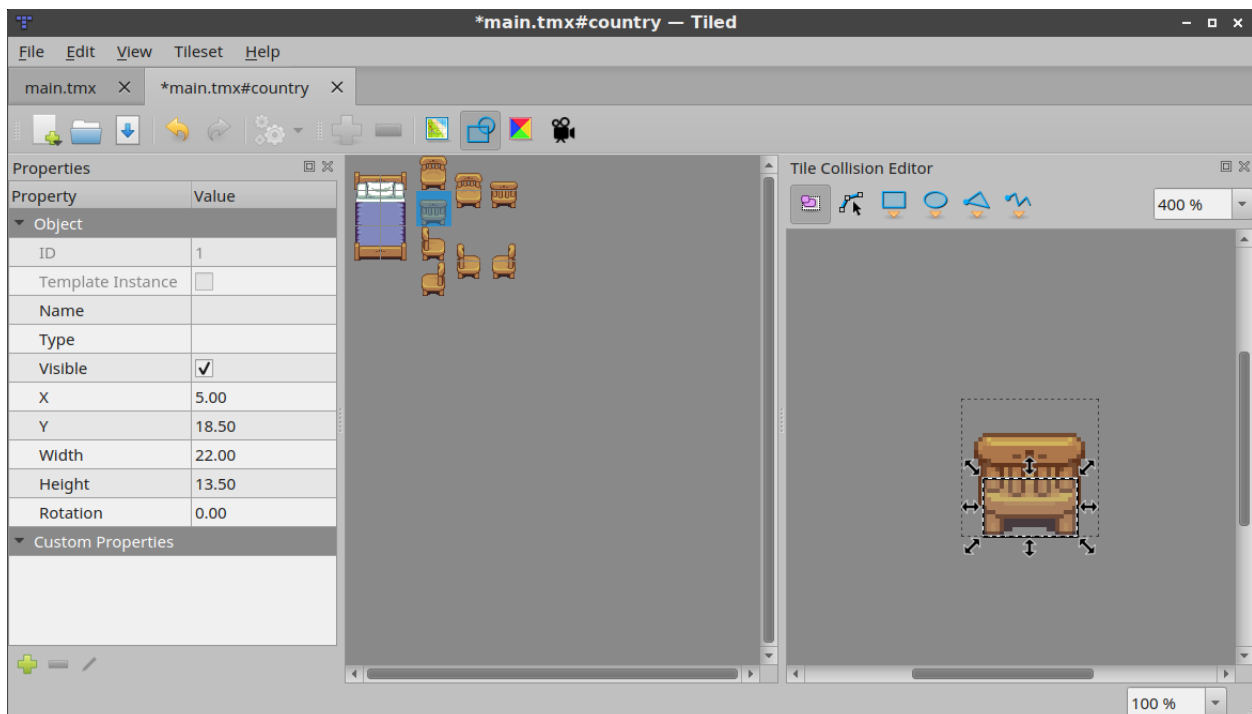 *main.tmx#country — Tiled
File Edit View Tileset Help
main.tmx *main.tmx#country
Properties
Tile Collision Editor
Property Value
400 %
Object
ID 1
Template Instance
Name
Type
Visible
X 5.00
Y 18.50
Width 22.00
Height 13.50
Rotation 0.00
Custom Properties
100 %